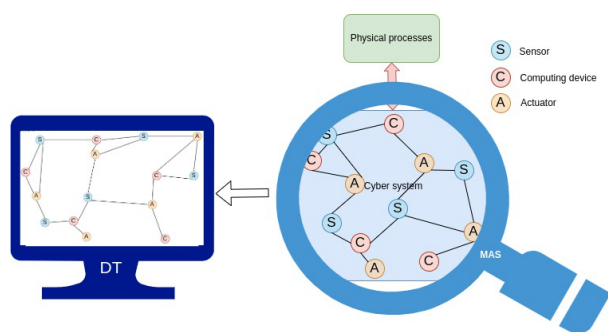 Physical processes
S Sensor
C Computing device
A Actuator
C
S
C
A
S
A
Cyber system
S
S
A
C
C
A
MAS
S
C
S
A
A
C
C
S
A
S
A
C
S
A
C
DT